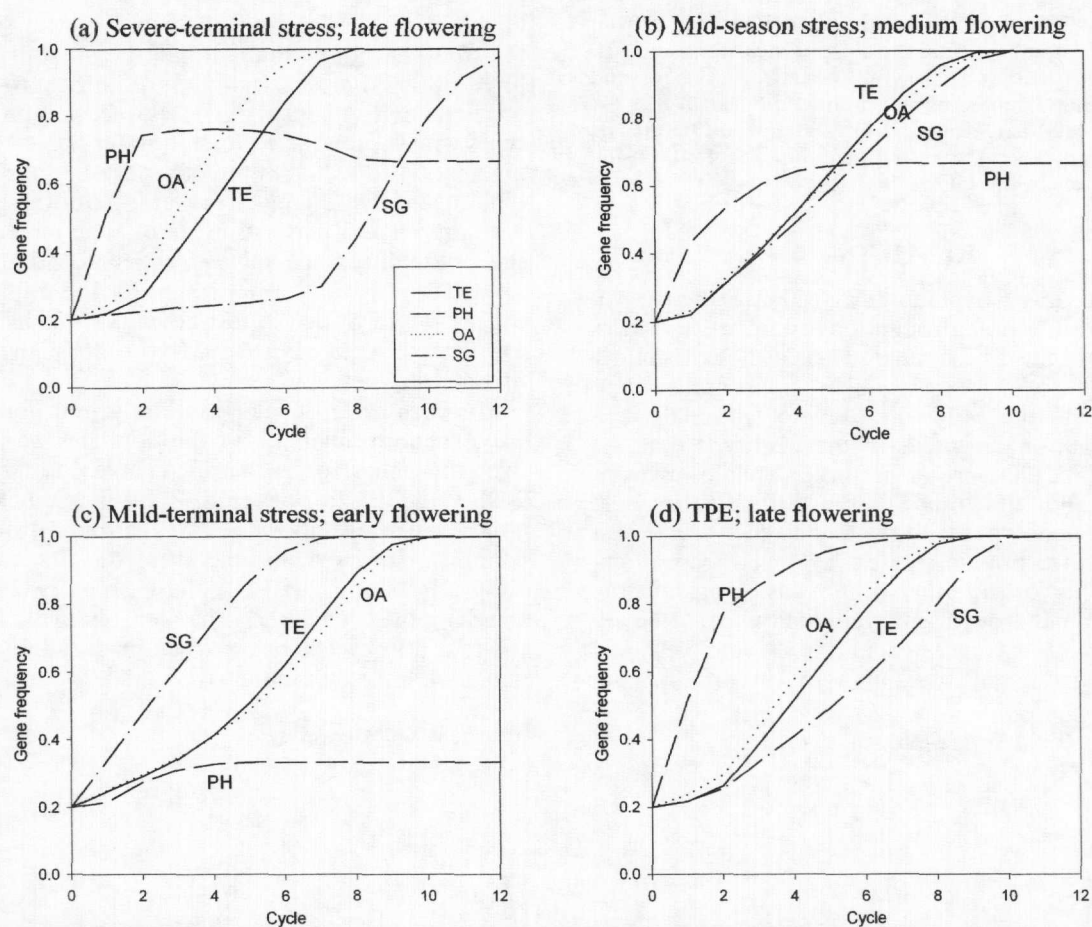 (a) Severe-terminal stress; late flowering
1.0
0.8
0.6
0.4
0.2
0.0
Gene frequency
PH
OA
TE
SG
TE
PH
OA
SG
0 2 4 6 8 10 12
Cycle
(b) Mid-season stress; medium flowering
1.0
0.8
0.6
0.4
0.2
0.0
Gene frequency
TE
OA
SG
PH
0 2 4 6 8 10 12
Cycle
(c) Mild-terminal stress; early flowering
1.0
0.8
0.6
0.4
0.2
0.0
Gene frequency
SG
TE
OA
PH
0 2 4 6 8 10 12
Cycle
(d) TPE; late flowering
1.0
0.8
0.6
0.4
0.2
0.0
Gene frequency
PH
OA
TE
SG
0 2 4 6 8 10 12
Cycle